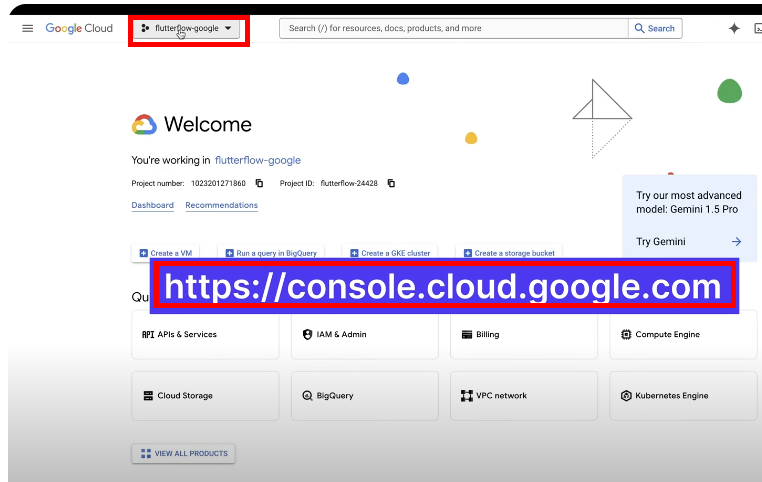 Google Cloud
flutterflow-google
Search (/) for resources, docs, products, and more
Search
Welcome
You're working in flutterflow-google
Project number: 1023201271860 Project ID: flutterflow-24428
Dashboard Recommendations
Try our most advanced
model: Gemini 1.5 Pro
Try Gemini
Create a VM
Run a query in BigQuery
Create a GKE cluster
Create a storage bucket
https://console.cloud.google.com
API APIs & Services
IAM & Admin
Billing
Compute Engine
Cloud Storage
BigQuery
VPC network
Kubernetes Engine
VIEW ALL PRODUCTS